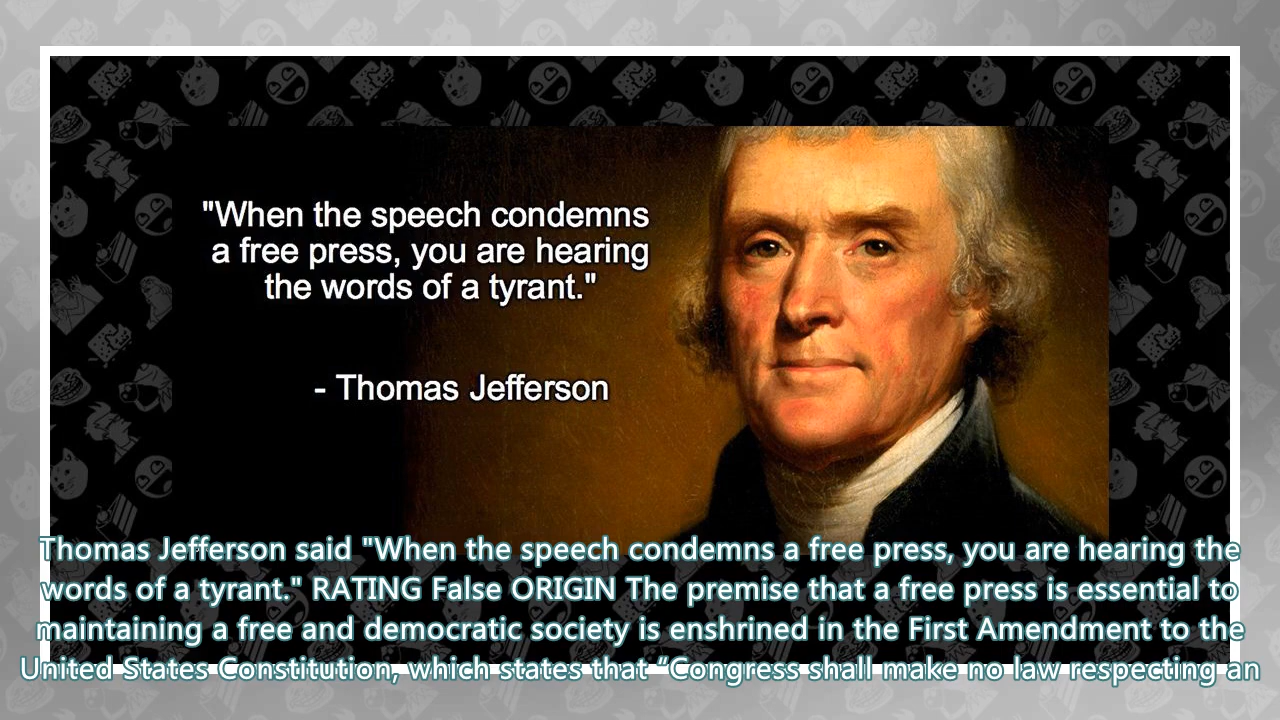 "When the speech condemns
a free press, you are hearing
the words of a tyrant."
- Thomas Jefferson
Thomas Jefferson said "When the speech condemns a free press, you are hearing the
words of a tyrant." RATING False ORIGIN The premise that a free press is essential to
maintaining a free and democratic society is enshrined in the First Amendment to the
United States Constitution, which states that “Congress shall make no law respecting an